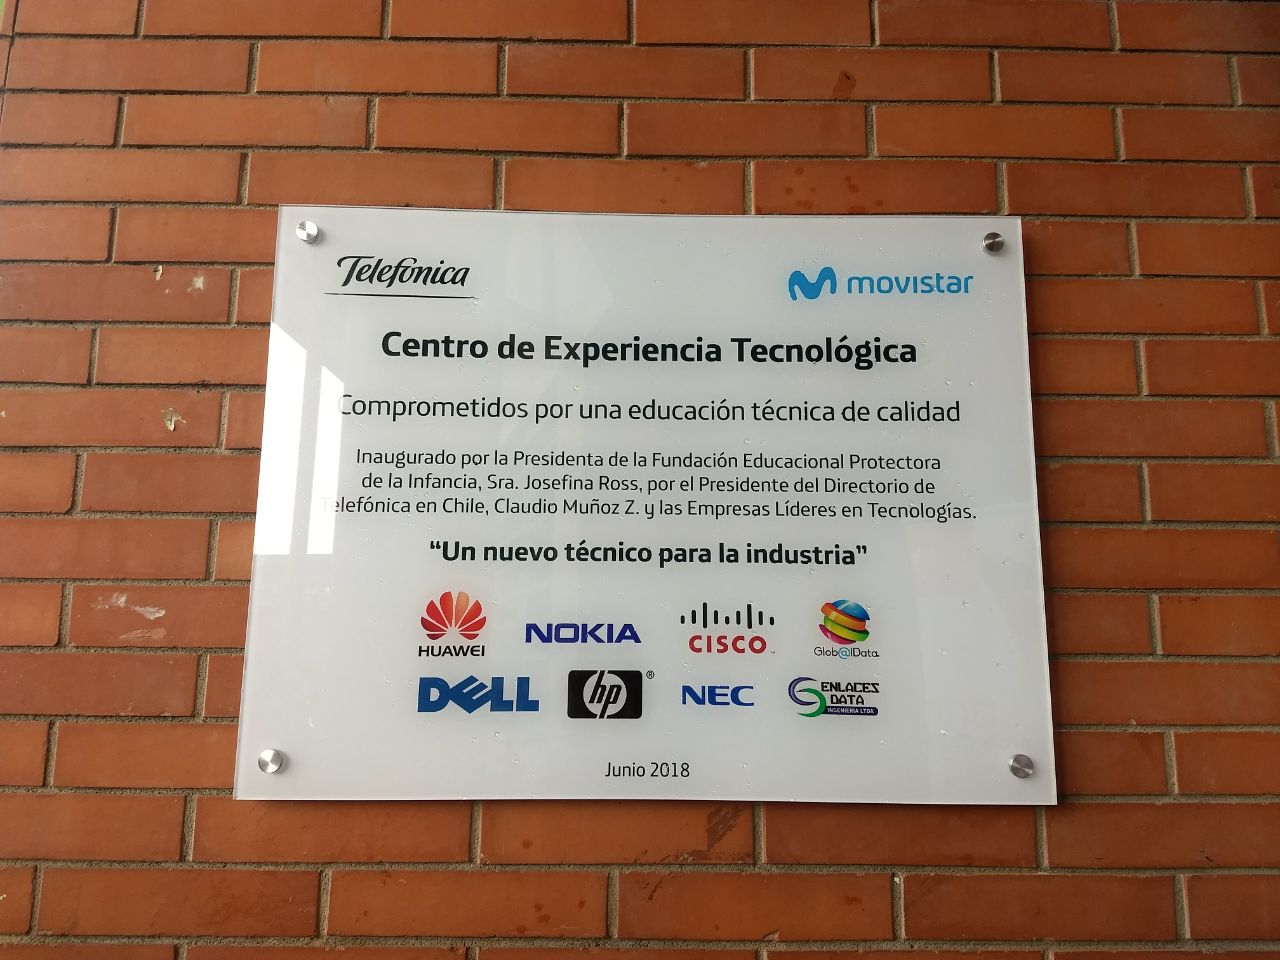 Telefónica
movistar
Centro de Experiencia Tecnológica
Comprometidos por una educación técnica de calidad
Inaugurado por la Presidenta de la Fundación Educacional Protectora
de la Infancia, Sra. Josefina Ross, por el Presidente del Directorio de
Telefónica en Chile, Claudio Muñoz Z. y las Empresas Líderes en Tecnologías.
“Un nuevo técnico para la industria”
HUAWEI
NOKIA
CISCO
Glob@lData
DELL
hp®
NEC
ENLACES
DATA
INGENIERIA LTDA
Junio 2018